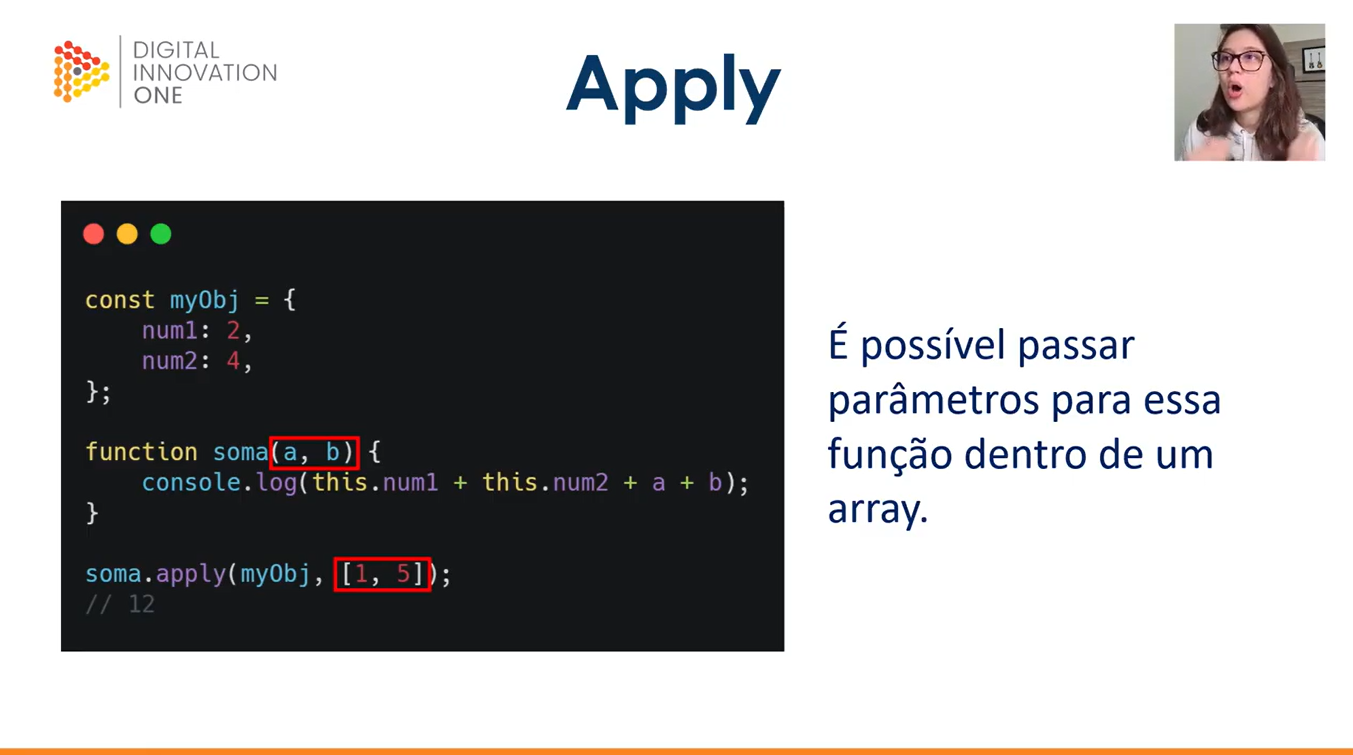 DIGITAL
INNOVATION
ONE
Apply
const myObj = {
    num1: 2,
    num2: 4,
};
function soma(a, b) {
    console.log(this.num1 + this.num2 + a + b);
}
soma.apply(myObj, [1, 5]);
// 12
É possível passar
parâmetros para essa
função dentro de um
array.